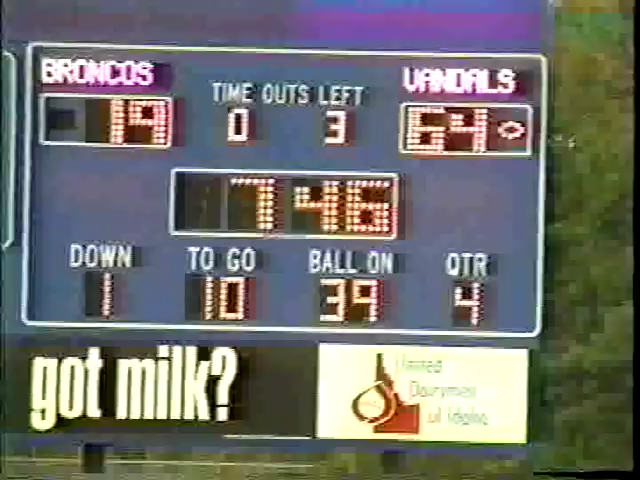 BRONCOS TIME OUTS LEFT VANDALS
19 0 3 64
7 46
DOWN TO GO BALL ON QTR
1 10 39 4
got milk?
United
Dairymen
of Idaho